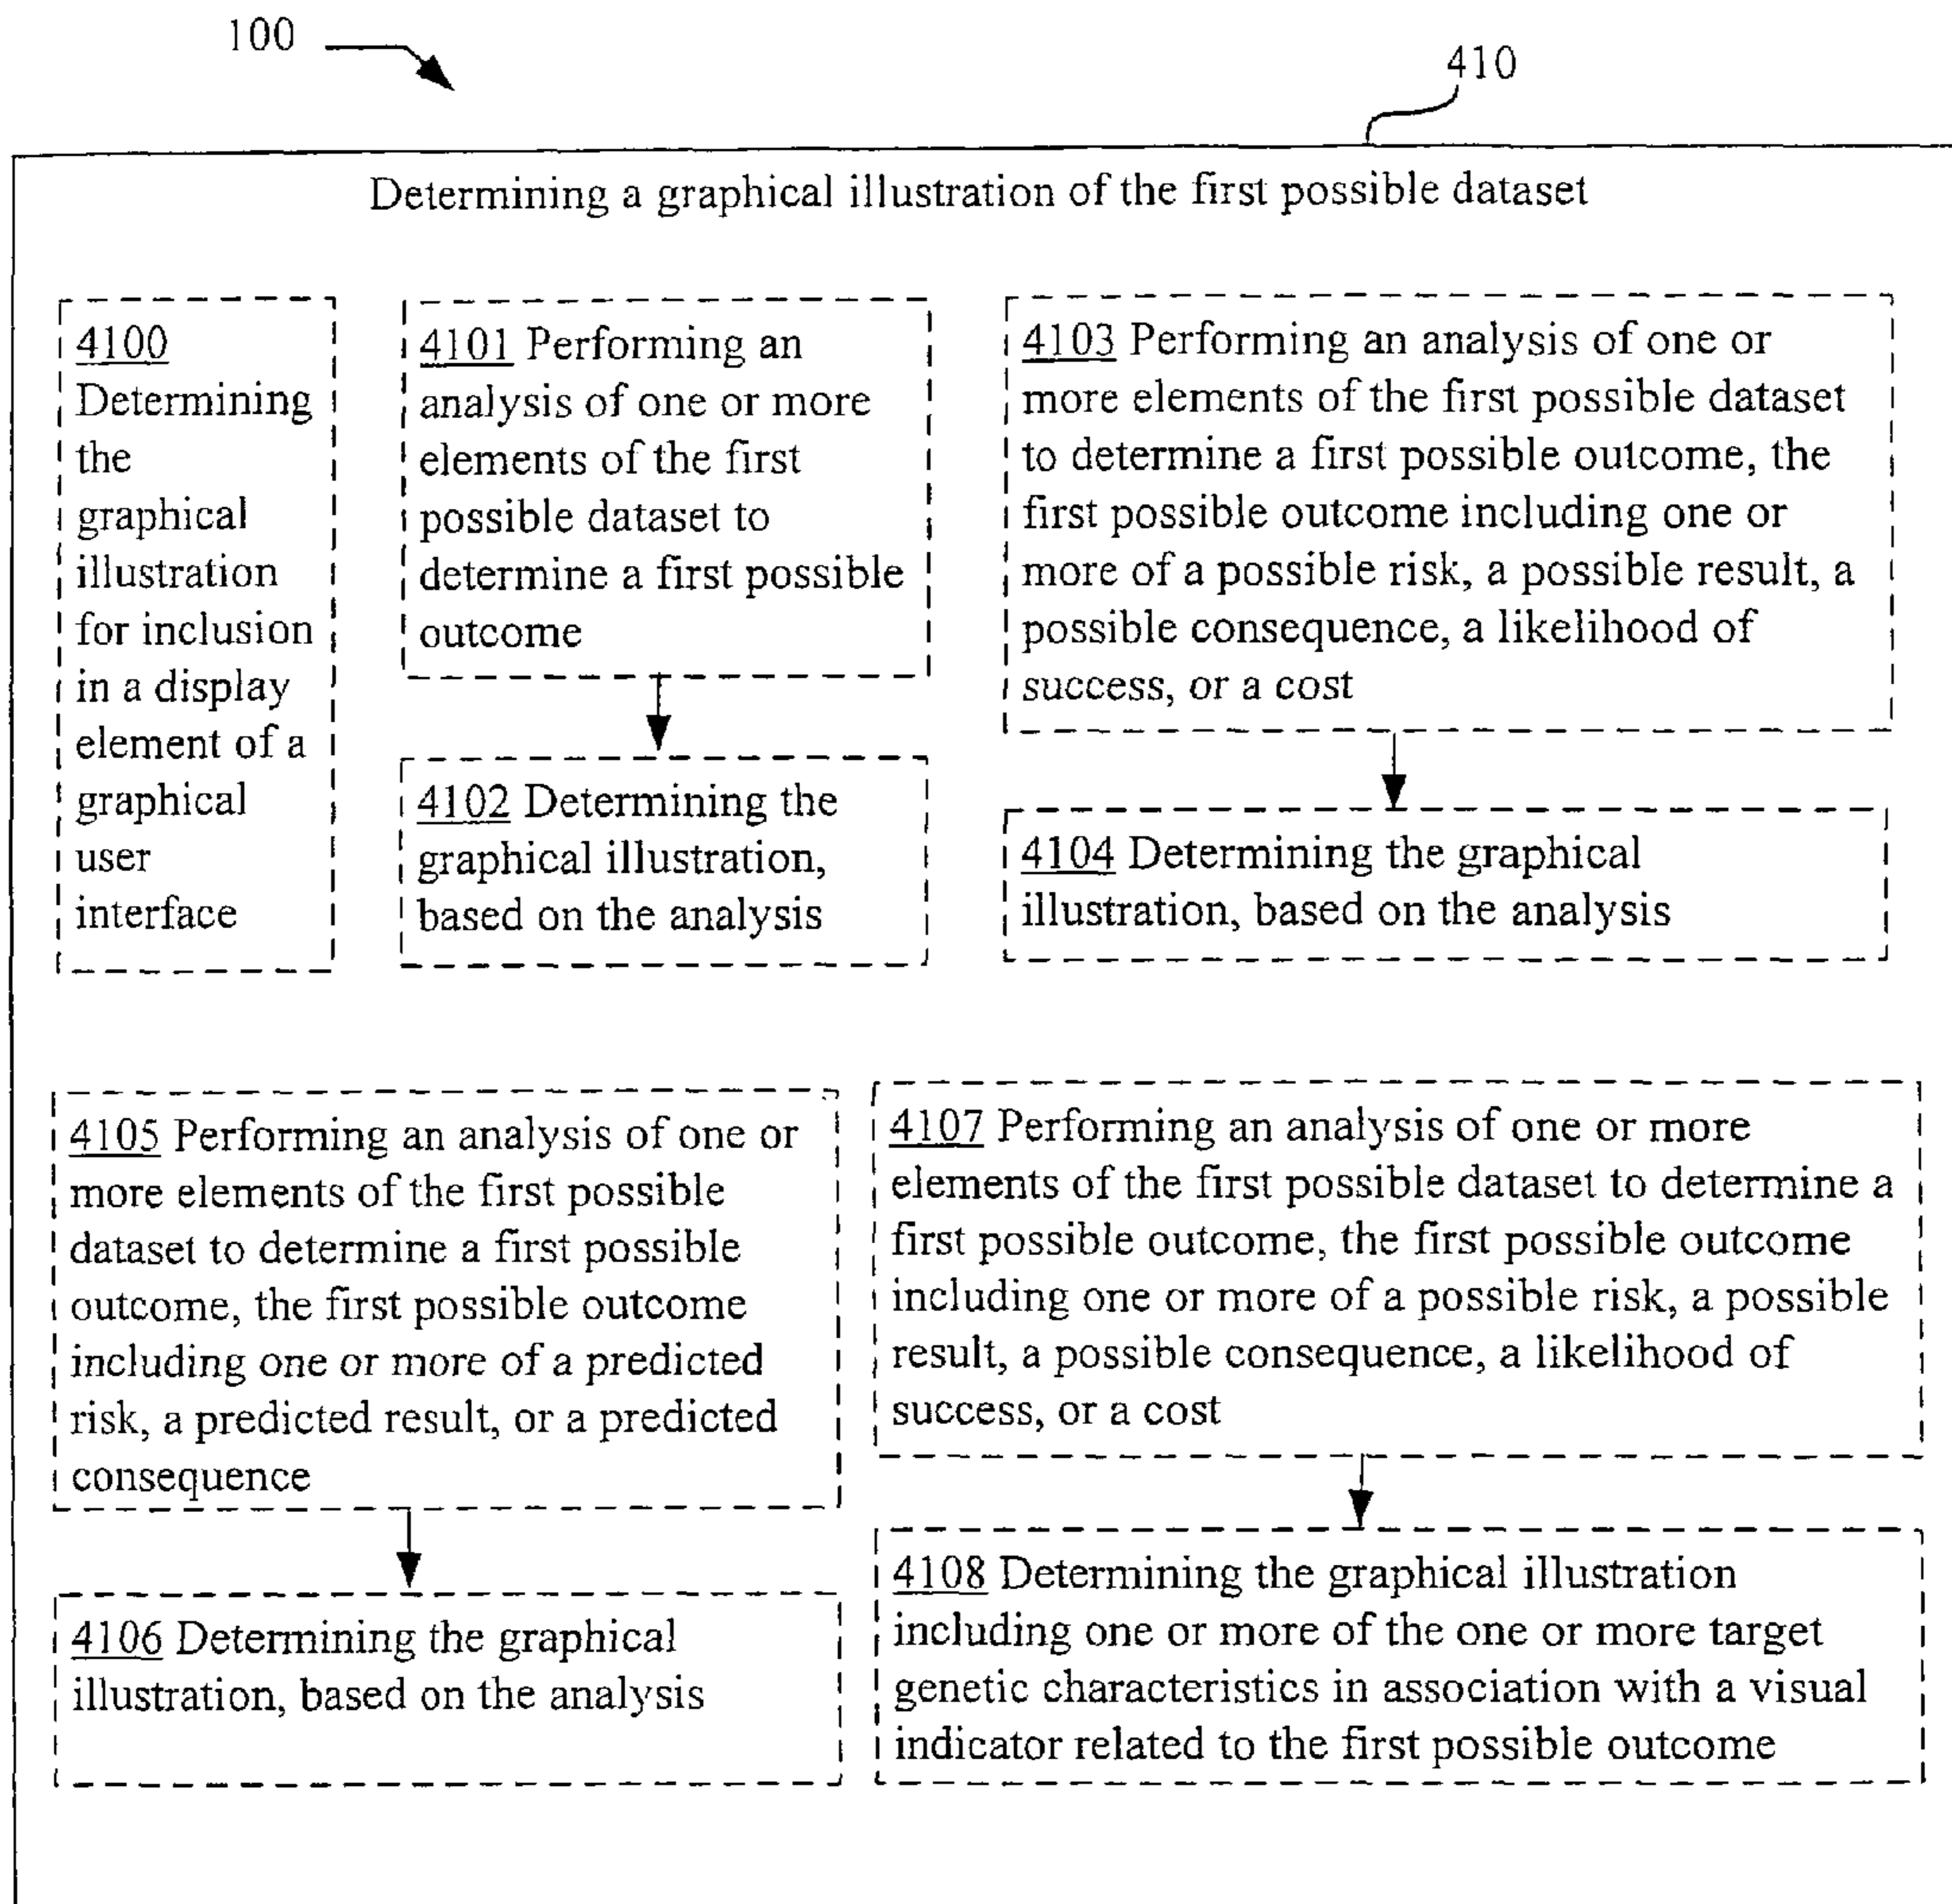 100
410
Determining a graphical illustration of the first possible dataset
4100
Determining
the
graphical
illustration
for inclusion
in a display
element of a
graphical
user
interface
4101 Performing an
analysis of one or more
elements of the first
possible dataset to
determine a first possible
outcome
4102 Determining the
graphical illustration,
based on the analysis
4103 Performing an analysis of one or
more elements of the first possible dataset
to determine a first possible outcome, the
first possible outcome including one or
more of a possible risk, a possible result, a
possible consequence, a likelihood of
success, or a cost
4104 Determining the graphical
illustration, based on the analysis
4105 Performing an analysis of one or
more elements of the first possible
dataset to determine a first possible
outcome, the first possible outcome
including one or more of a predicted
risk, a predicted result, or a predicted
consequence
4106 Determining the graphical
illustration, based on the analysis
4107 Performing an analysis of one or more
elements of the first possible dataset to determine a
first possible outcome, the first possible outcome
including one or more of a possible risk, a possible
result, a possible consequence, a likelihood of
success, or a cost
4108 Determining the graphical illustration
including one or more of the one or more target
genetic characteristics in association with a visual
indicator related to the first possible outcome